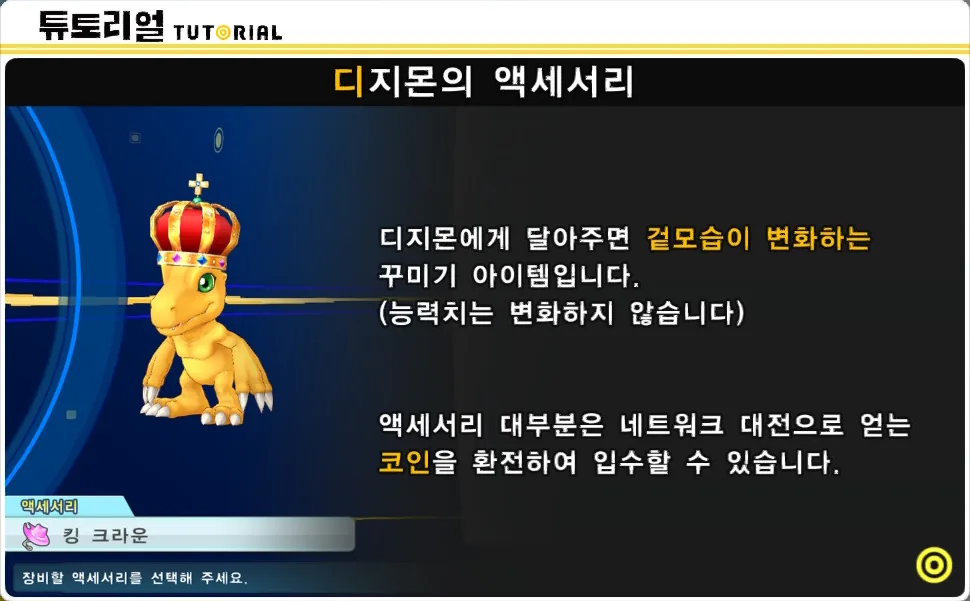 튜토리얼 TUTORIAL
디지몬의 액세서리
디지몬에게 달아주면 겉모습이 변화하는
꾸미기 아이템입니다.
(능력치는 변화하지 않습니다)
액세서리 대부분은 네트워크 대전으로 얻는
코인을 환전하여 입수할 수 있습니다.
액세서리
킹 크라운
장비할 액세서리를 선택해 주세요.